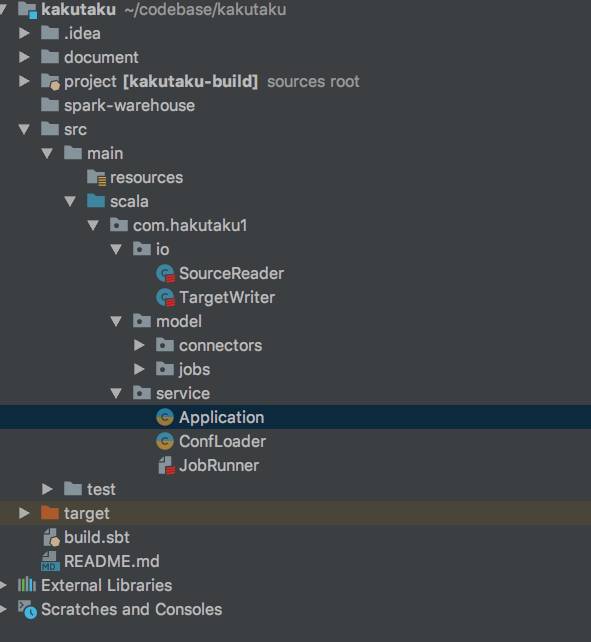 kakutaku ~/codebase/kakutaku
.idea
document
project [kakutaku-build] sources root
spark-warehouse
src
main
resources
scala
com.hakutaku1
io
SourceReader
TargetWriter
model
connectors
jobs
service
Application
ConfLoader
JobRunner
test
target
build.sbt
README.md
External Libraries
Scratches and Consoles